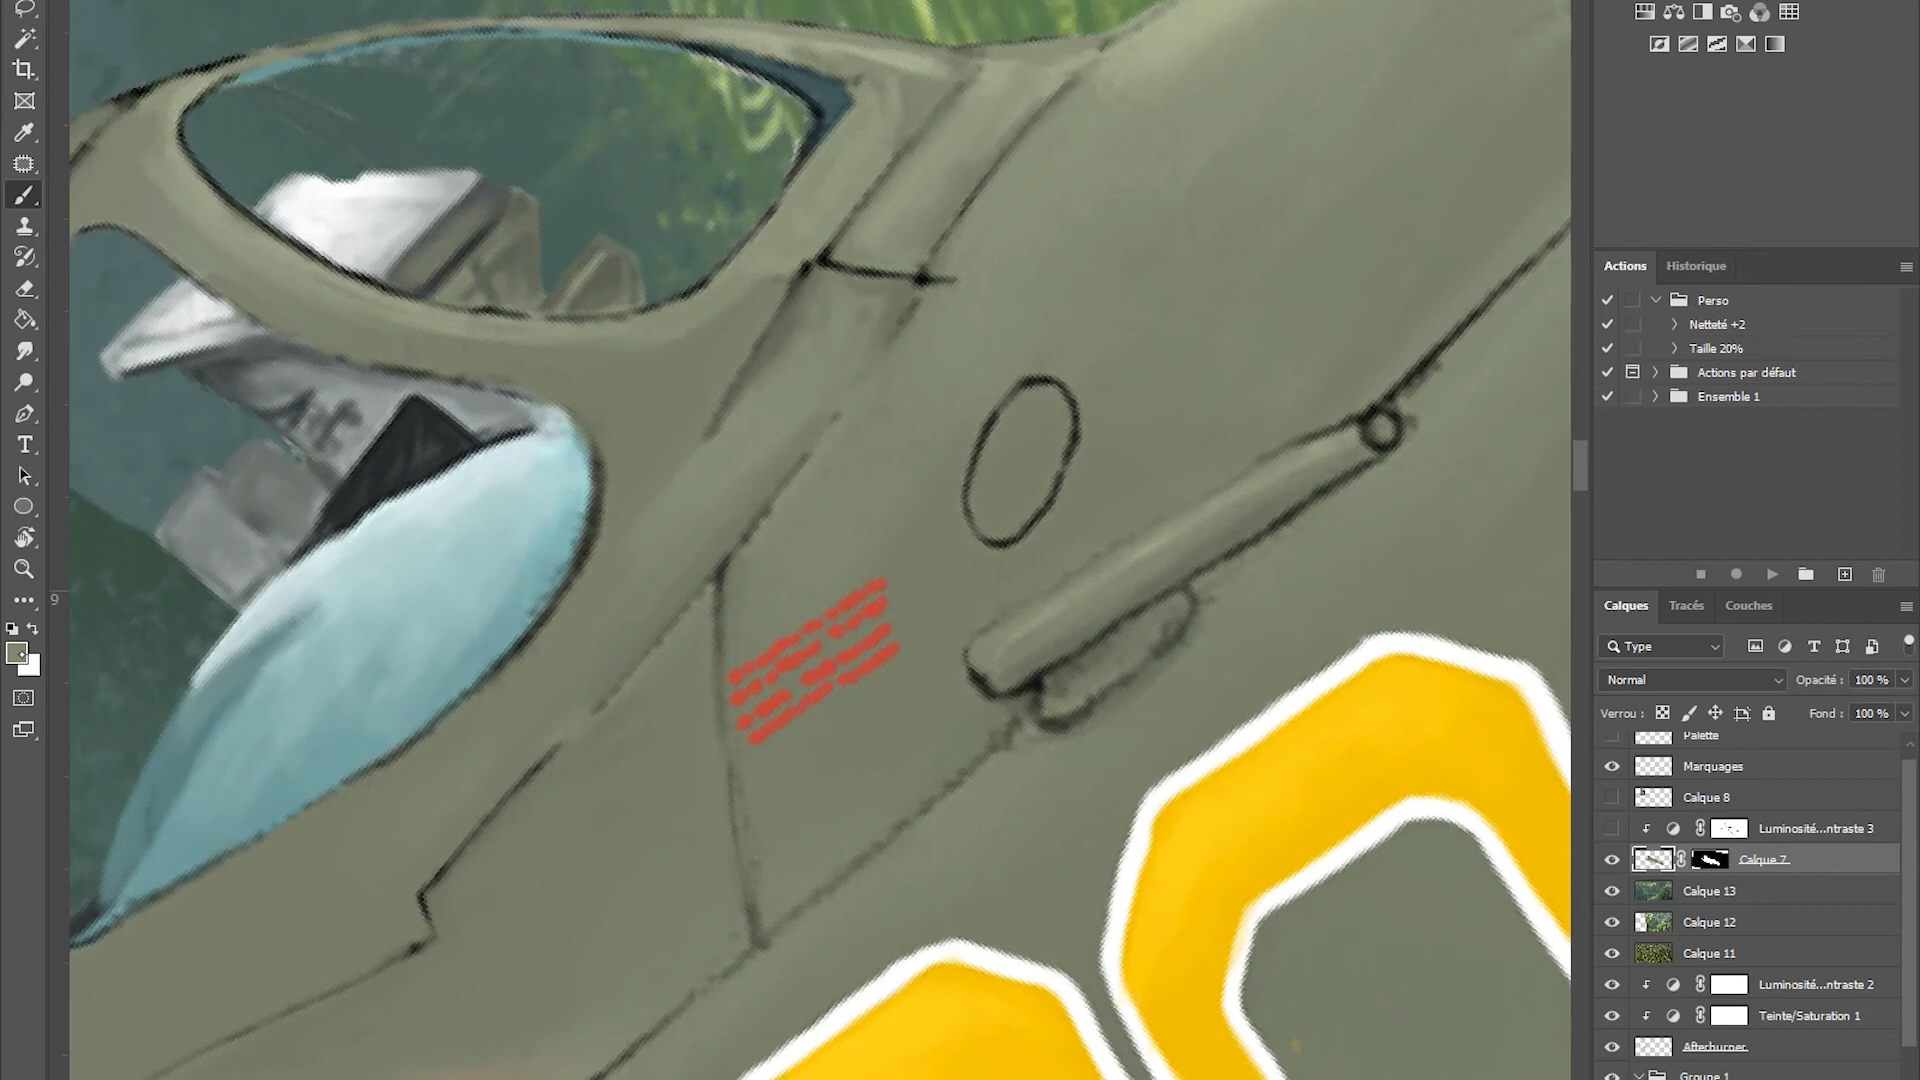 Actions Historique
Perso
Netteté +2
Taille 20%
Actions par défaut
Ensemble 1
9
Calques Tracés Couches
Type
Normal Opacité : 100 %
Verrou : Fond : 100 %
Palette
Marquages
Calque 8
Luminosité...ntraste 3
Calque 7
Calque 13
Calque 12
Calque 11
Luminosité...ntraste 2
Teinte/Saturation 1
Afterburner
Groupe 1